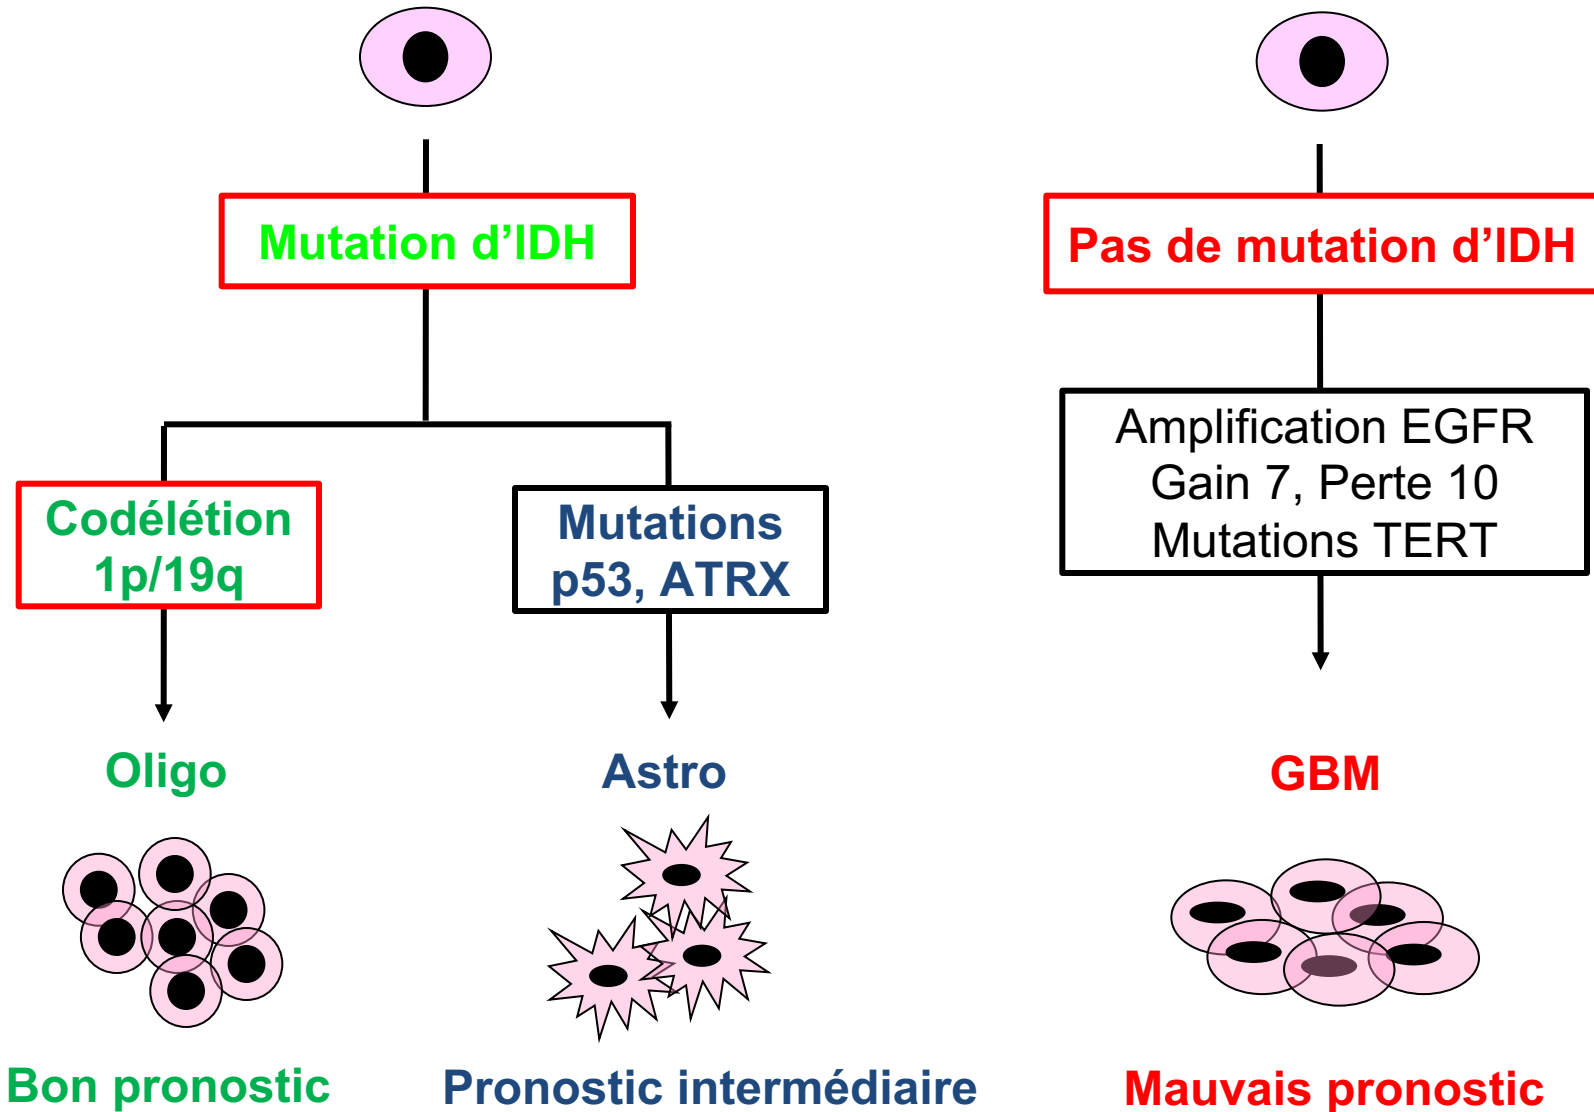 Mutation d’IDH
Pas de mutation d’IDH
Codélétion
1p/19q
Mutations
p53, ATRX
Amplification EGFR
Gain 7, Perte 10
Mutations TERT
Oligo
Astro
GBM
Bon pronostic
Pronostic intermédiaire
Mauvais pronostic